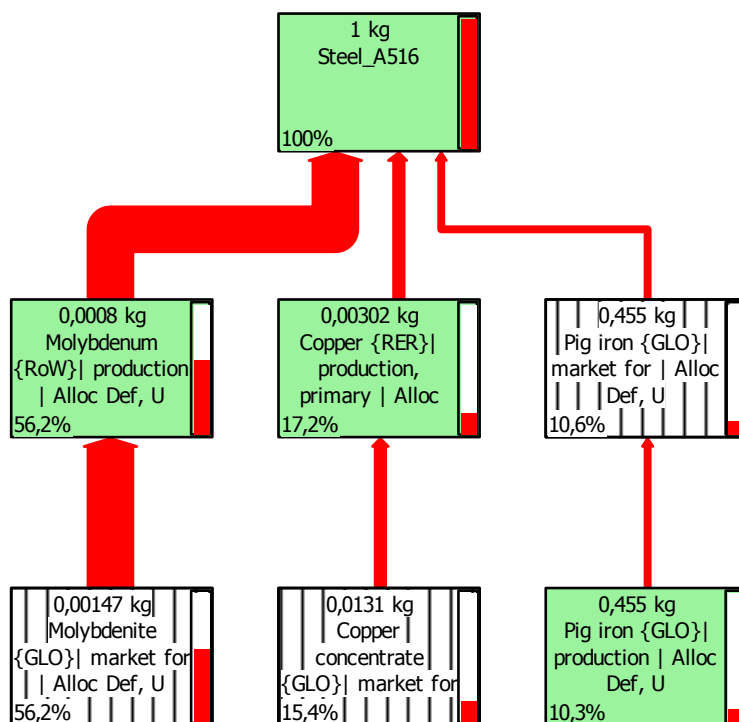 1 kg
Steel_A516
100%
0,0008 kg
Molybdenum
{RoW}| production
| Alloc Def, U
56,2%
0,00302 kg
Copper {RER}|
production,
primary | Alloc
17,2%
0,455 kg
Pig iron {GLO}|
market for | Alloc
Def, U
10,6%
0,00147 kg
Molybdenite
{GLO}| market for
| Alloc Def, U
56,2%
0,0131 kg
Copper
concentrate
{GLO}| market for
15,4%
0,455 kg
Pig iron {GLO}|
production | Alloc
Def, U
10,3%